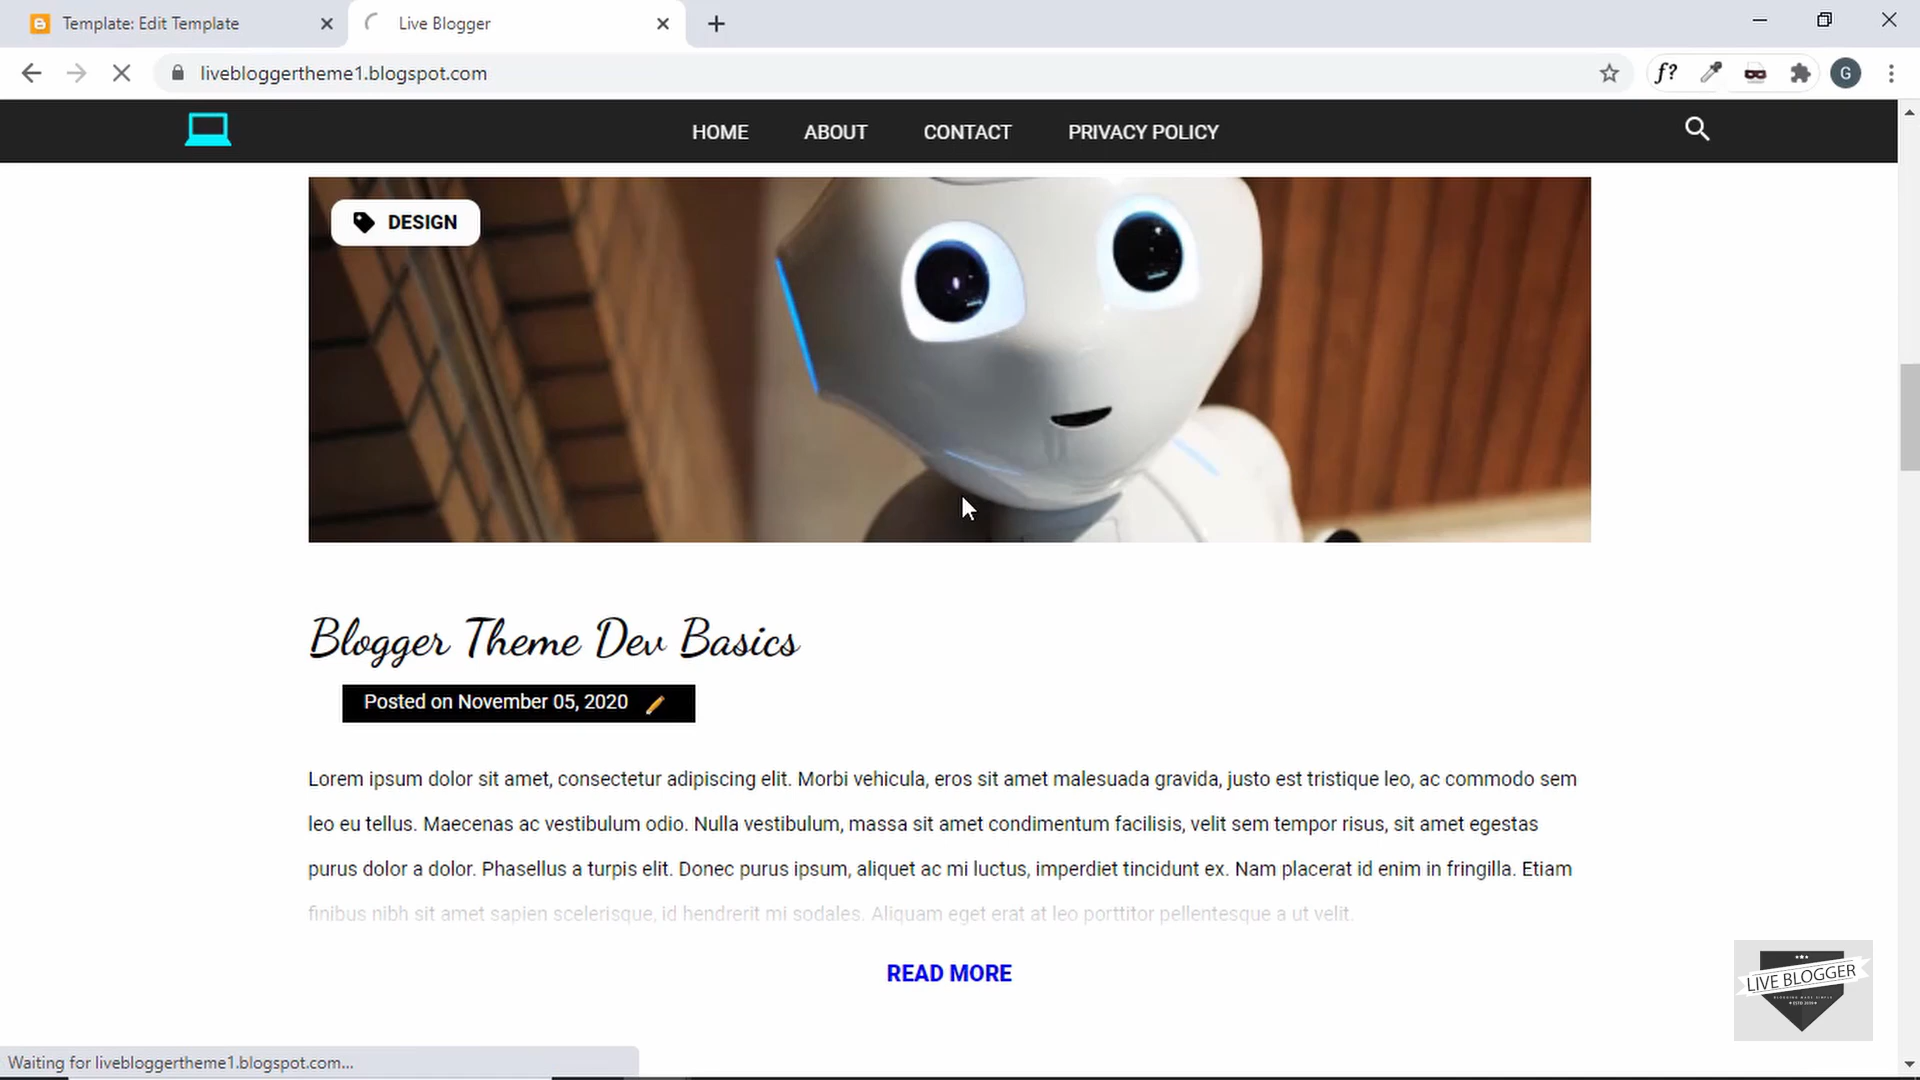 Template: Edit Template
Live Blogger
livebloggertheme1.blogspot.com
f?
G
HOME ABOUT CONTACT PRIVACY POLICY
DESIGN
Blogger Theme Dev Basics
Posted on November 05, 2020
Lorem ipsum dolor sit amet, consectetur adipiscing elit. Morbi vehicula, eros sit amet malesuada gravida, justo est tristique leo, ac commodo sem
leo eu tellus. Maecenas ac vestibulum odio. Nulla vestibulum, massa sit amet condimentum facilisis, velit sem tempor risus, sit amet egestas
purus dolor a dolor. Phasellus a turpis elit. Donec purus ipsum, aliquet ac mi luctus, imperdiet tincidunt ex. Nam placerat id enim in fringilla. Etiam
finibus nibh sit amet sapien scelerisque, id hendrerit mi sodales. Aliquam eget erat at leo porttitor pellentesque a ut velit.
READ MORE
LIVE BLOGGER
Waiting for livebloggertheme1.blogspot.com...